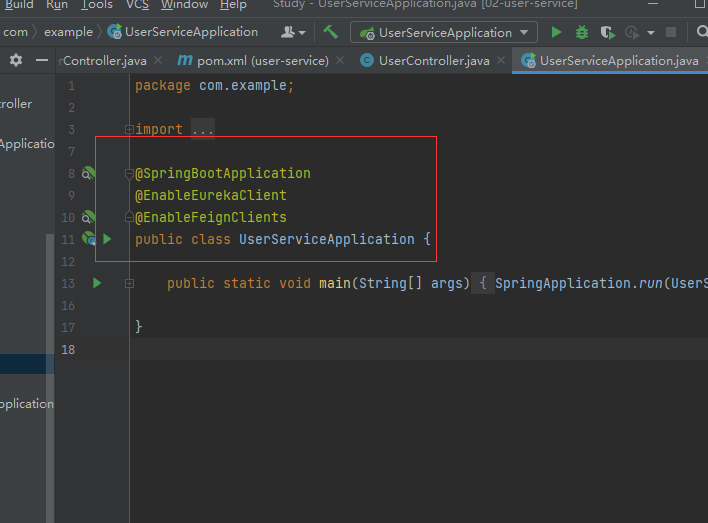 Build Run Tools VCS Window Help Study - UserServiceApplication.java [02-user-service]
com example UserServiceApplication UserServiceApplication
rController.java pom.xml (user-service) UserController.java UserServiceApplication.java
1 package com.example;
2
3 import ...
7
8 @SpringBootApplication
9 @EnableEurekaClient
10 @EnableFeignClients
11 public class UserServiceApplication {
12
13 public static void main(String[] args) { SpringApplication.run(UserS
16
17 }
18
troller
Applicatio
pplication